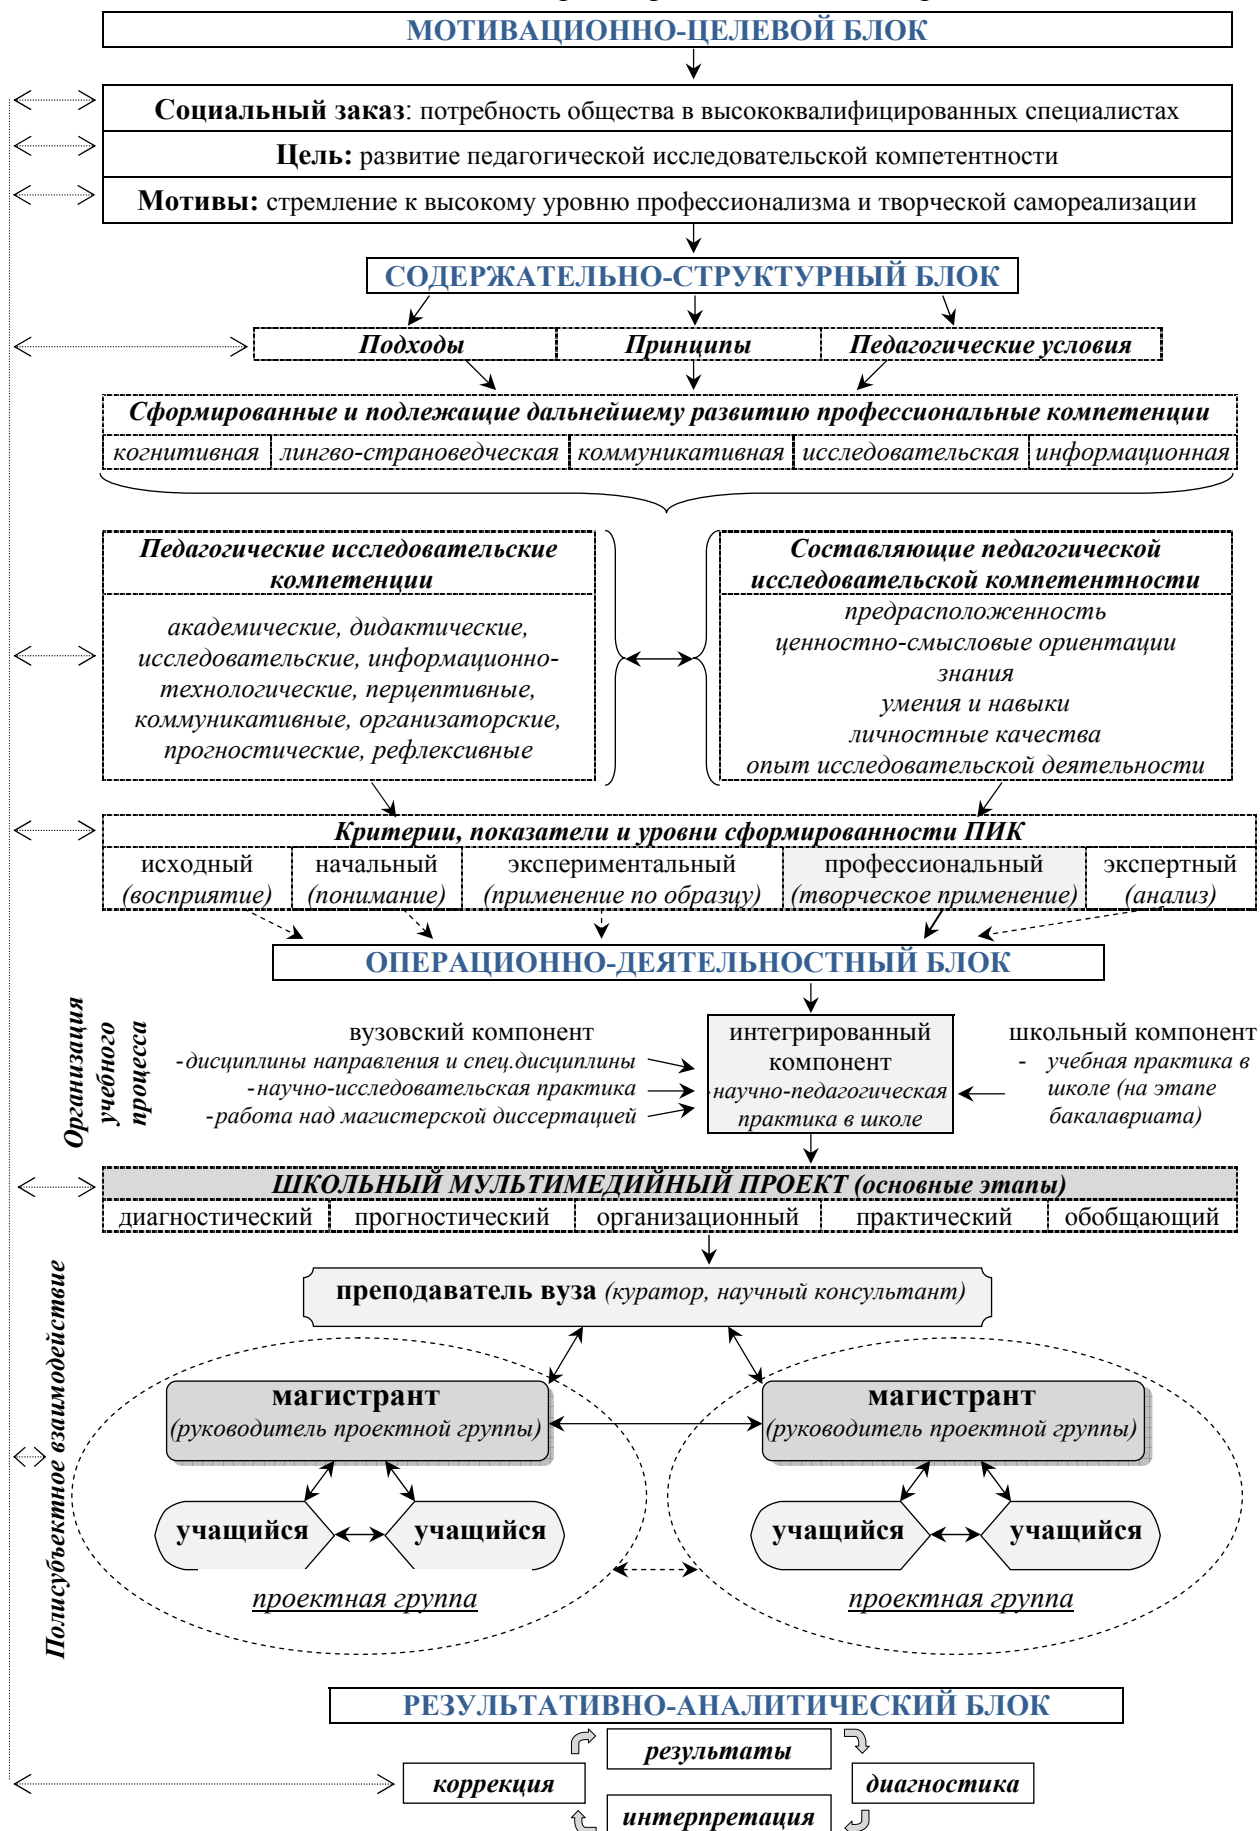 МОТИВАЦИОННО-ЦЕЛЕВОЙ БЛОК
Социальный заказ: потребность общества в высококвалифицированных специалистах
Цель: развитие педагогической исследовательской компетентности
Мотивы: стремление к высокому уровню профессионализма и творческой самореализации
СОДЕРЖАТЕЛЬНО-СТРУКТУРНЫЙ БЛОК
Подходы
Принципы
Педагогические условия
Сформированные и подлежащие дальнейшему развитию профессиональные компетенции
когнитивная
лингво-страноведческая
коммуникативная
исследовательская
информационная
Педагогические исследовательские
компетенции
академические, дидактические,
исследовательские, информационно-
технологические, перцептивные,
коммуникативные, организаторские,
прогностические, рефлексивные
Составляющие педагогической
исследовательской компетентности
предрасположенность
ценностно-смысловые ориентации
знания
умения и навыки
личностные качества
опыт исследовательской деятельности
Критерии, показатели и уровни сформированности ПИК
исходный
(восприятие)
начальный
(понимание)
экспериментальный
(применение по образцу)
профессиональный
(творческое применение)
экспертный
(анализ)
ОПЕРАЦИОННО-ДЕЯТЕЛЬНОСТНЫЙ БЛОК
Организация
учебного
процесса
вузовский компонент
-дисциплины направления и спец.дисциплины
-научно-исследовательская практика
-работа над магистерской диссертацией
интегрированный
компонент
-научно-педагогическая
практика в школе
школьный компонент
- учебная практика в
школе (на этапе
бакалавриата)
ШКОЛЬНЫЙ МУЛЬТИМЕДИЙНЫЙ ПРОЕКТ (основные этапы)
диагностический
прогностический
организационный
практический
обобщающий
Полисубъектное взаимодействие
преподаватель вуза (куратор, научный консультант)
магистрант
(руководитель проектной группы)
магистрант
(руководитель проектной группы)
учащийся
учащийся
учащийся
учащийся
проектная группа
проектная группа
РЕЗУЛЬТАТИВНО-АНАЛИТИЧЕСКИЙ БЛОК
результаты
коррекция
диагностика
интерпретация